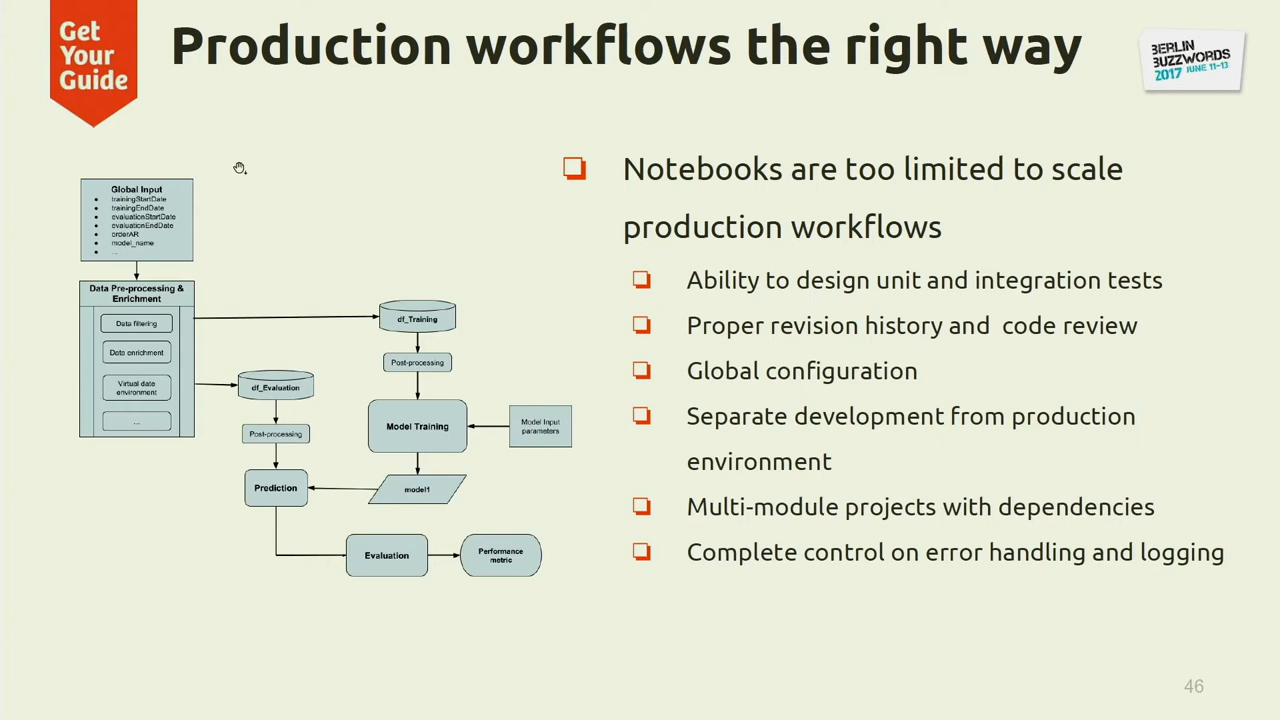 Get
Your
Guide
Production workflows the right way
BERLIN
BUZZWORDS
2017 JUNE 11-13
Global Input
trainingStartDate
trainingEndDate
evaluationStartDate
evaluationEndDate
orderAR
model_name
...
Data Pre-processing &
Enrichment
Data filtering
Data enrichment
Virtual date
environment
...
df_Training
Post-processing
df_Evaluation
Post-processing
Model Training
Model Input
parameters
Prediction
model1
Evaluation
Performance
metric
Notebooks are too limited to scale
production workflows
Ability to design unit and integration tests
Proper revision history and code review
Global configuration
Separate development from production
environment
Multi-module projects with dependencies
Complete control on error handling and logging
46